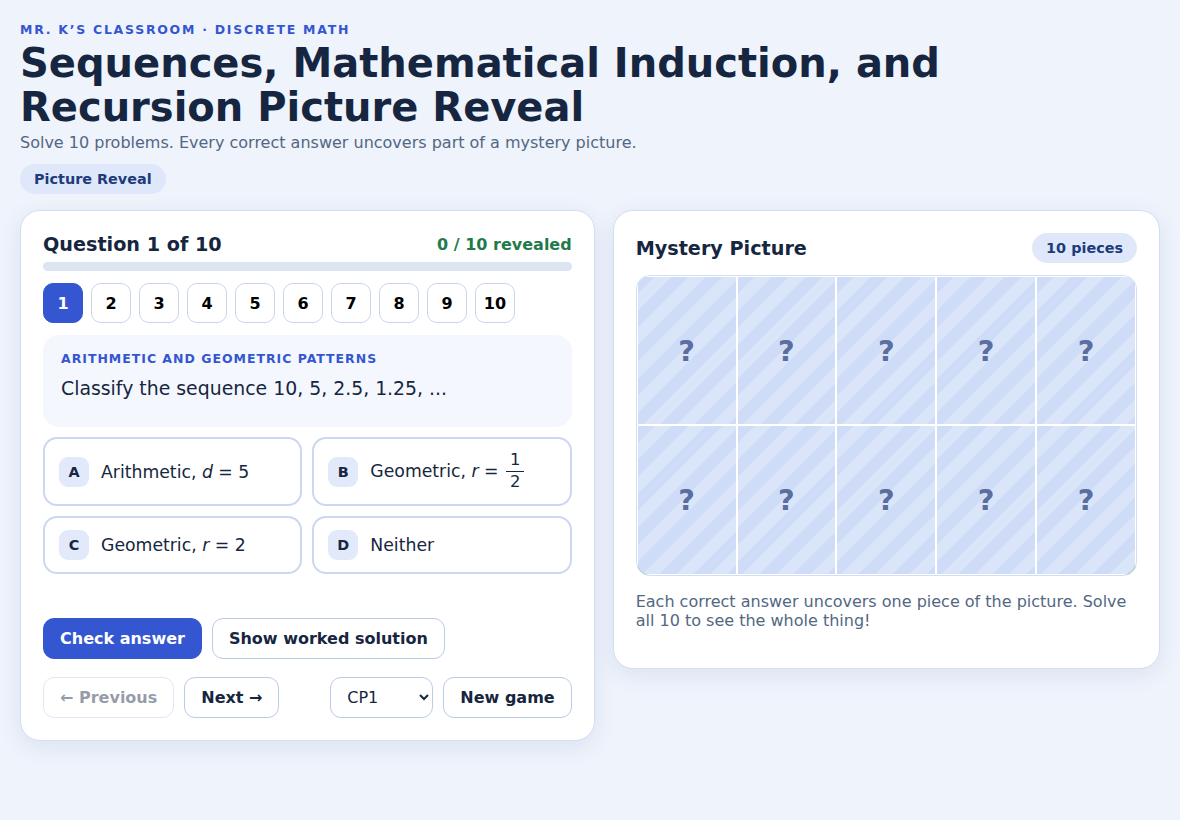 MR. K’S CLASSROOM · DISCRETE MATH
Sequences, Mathematical Induction, and
Recursion Picture Reveal
Solve 10 problems. Every correct answer uncovers part of a mystery picture.
Picture Reveal
Question 1 of 10
0 / 10 revealed
1 2 3 4 5 6 7 8 9 10
ARITHMETIC AND GEOMETRIC PATTERNS
Classify the sequence 10, 5, 2.5, 1.25, …
A Arithmetic, d = 5
B Geometric, r = 1/2
C Geometric, r = 2
D Neither
Check answer
Show worked solution
← Previous
Next →
CP1
New game
Mystery Picture
10 pieces
? ? ? ? ?
? ? ? ? ?
Each correct answer uncovers one piece of the picture. Solve
all 10 to see the whole thing!